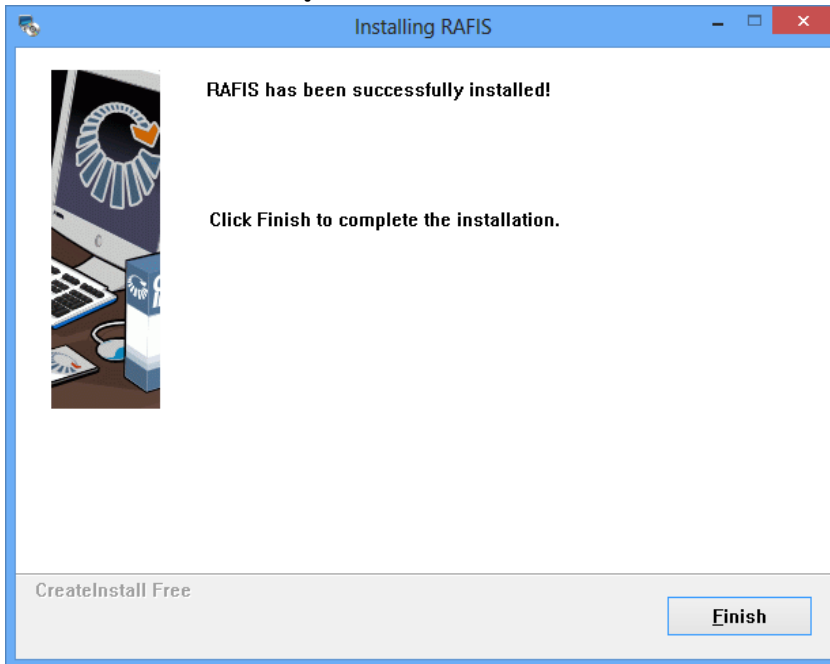 Installing RAFIS
RAFIS has been successfully installed!
Click Finish to complete the installation.
CreateInstall Free
Finish